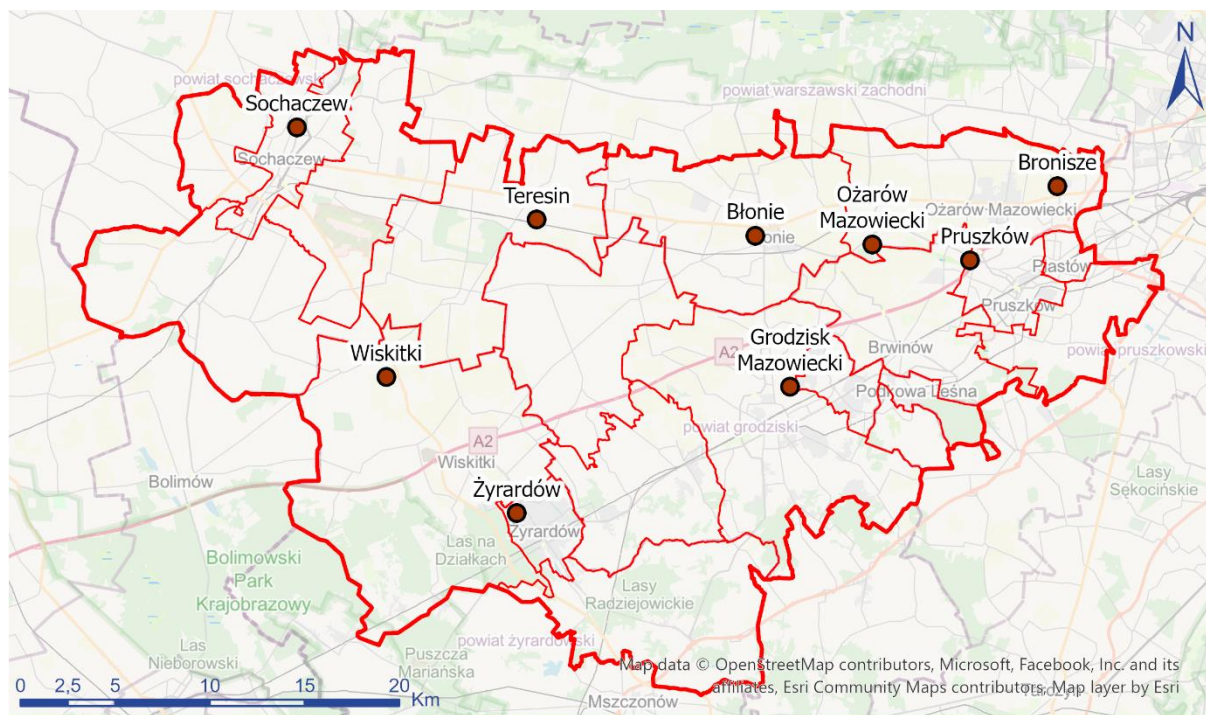 N
powiat sochaczewski
powiat warszawski zachodni
Sochaczew
Sochaczew
Bronisze
Teresin
Błonie
Ożarów
Mazowiecki
Ożarów Mazowiecki
Pruszków
Piastów
Pruszków
Wiskitki
Grodzisk
Mazowiecki
A2
Brwinów
powiat pruszkowski
Podkowa Leśna
powiat grodziski
A2
Wiskitki
Bolimów
Lasy
Sękocińskie
Żyrardów
Żyrardów
Las na
Działkach
Bolimowski
Park
Krajobrazowy
Lasy
Radziejowickie
powiat żyrardowski
Las
Nieborowski
Puszcza
Mariańska
Mszczonów
Map data © OpenStreetMap contributors, Microsoft, Facebook, Inc. and its
affiliates, Esri Community Maps contributors, Map layer by Esri
0 2,5 5 10 15 20
Km